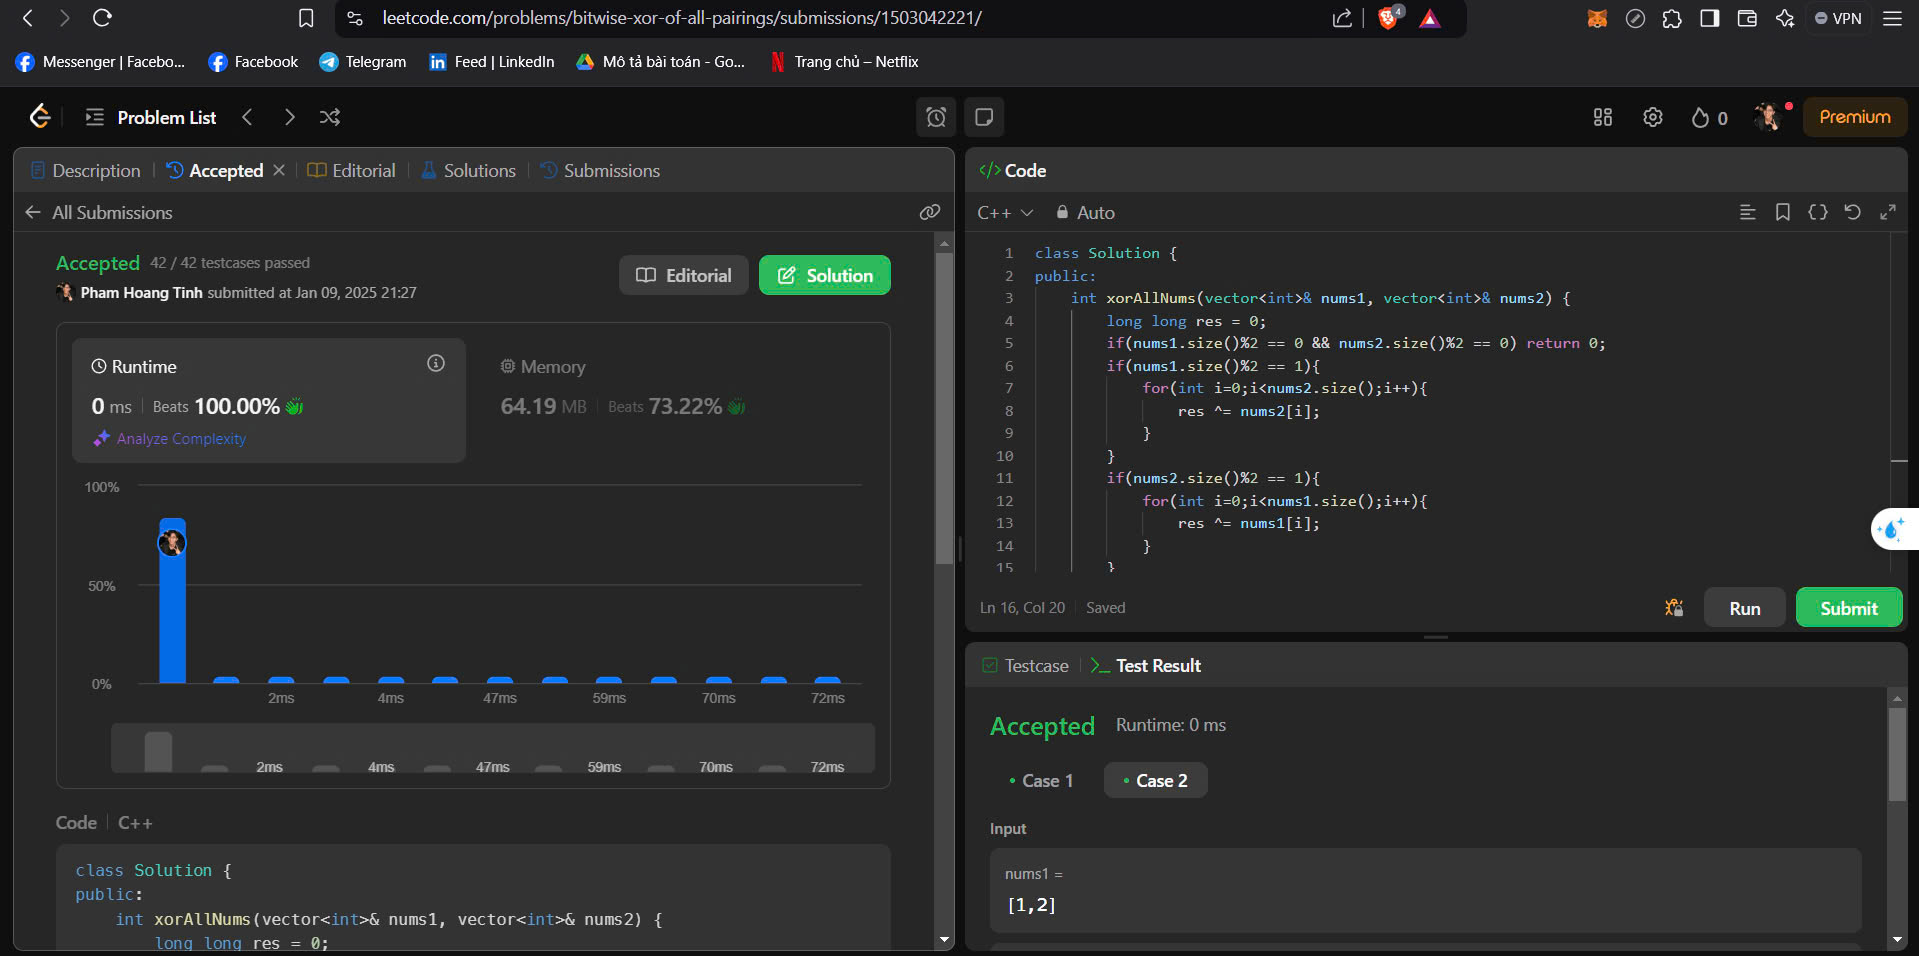 leetcode.com/problems/bitwise-xor-of-all-pairings/submissions/1503042221/
4
VPN
Messenger | Facebo...
Facebook
Telegram
Feed | LinkedIn
Mô tả bài toán - Go...
Trang chủ – Netflix
Problem List
0
Premium
Description
Accepted
Editorial
Solutions
Submissions
All Submissions
Accepted 42 / 42 testcases passed
Pham Hoang Tinh submitted at Jan 09, 2025 21:27
Editorial
Solution
Runtime
0 ms Beats 100.00%
Analyze Complexity
Memory
64.19 MB Beats 73.22%
100%
50%
0%
2ms 4ms 47ms 59ms 70ms 72ms
2ms 4ms 47ms 59ms 70ms 72ms
Code C++
class Solution {
public:
int xorAllNums(vector<int>& nums1, vector<int>& nums2) {
long long res = 0;
</> Code
C++ Auto
1 class Solution {
2 public:
3 int xorAllNums(vector<int>& nums1, vector<int>& nums2) {
4 long long res = 0;
5 if(nums1.size()%2 == 0 && nums2.size()%2 == 0) return 0;
6 if(nums1.size()%2 == 1){
7 for(int i=0;i<nums2.size();i++){
8 res ^= nums2[i];
9 }
10 }
11 if(nums2.size()%2 == 1){
12 for(int i=0;i<nums1.size();i++){
13 res ^= nums1[i];
14 }
15 }
Ln 16, Col 20 Saved
Run
Submit
Testcase
>_ Test Result
Accepted Runtime: 0 ms
Case 1
Case 2
Input
nums1 =
[1,2]